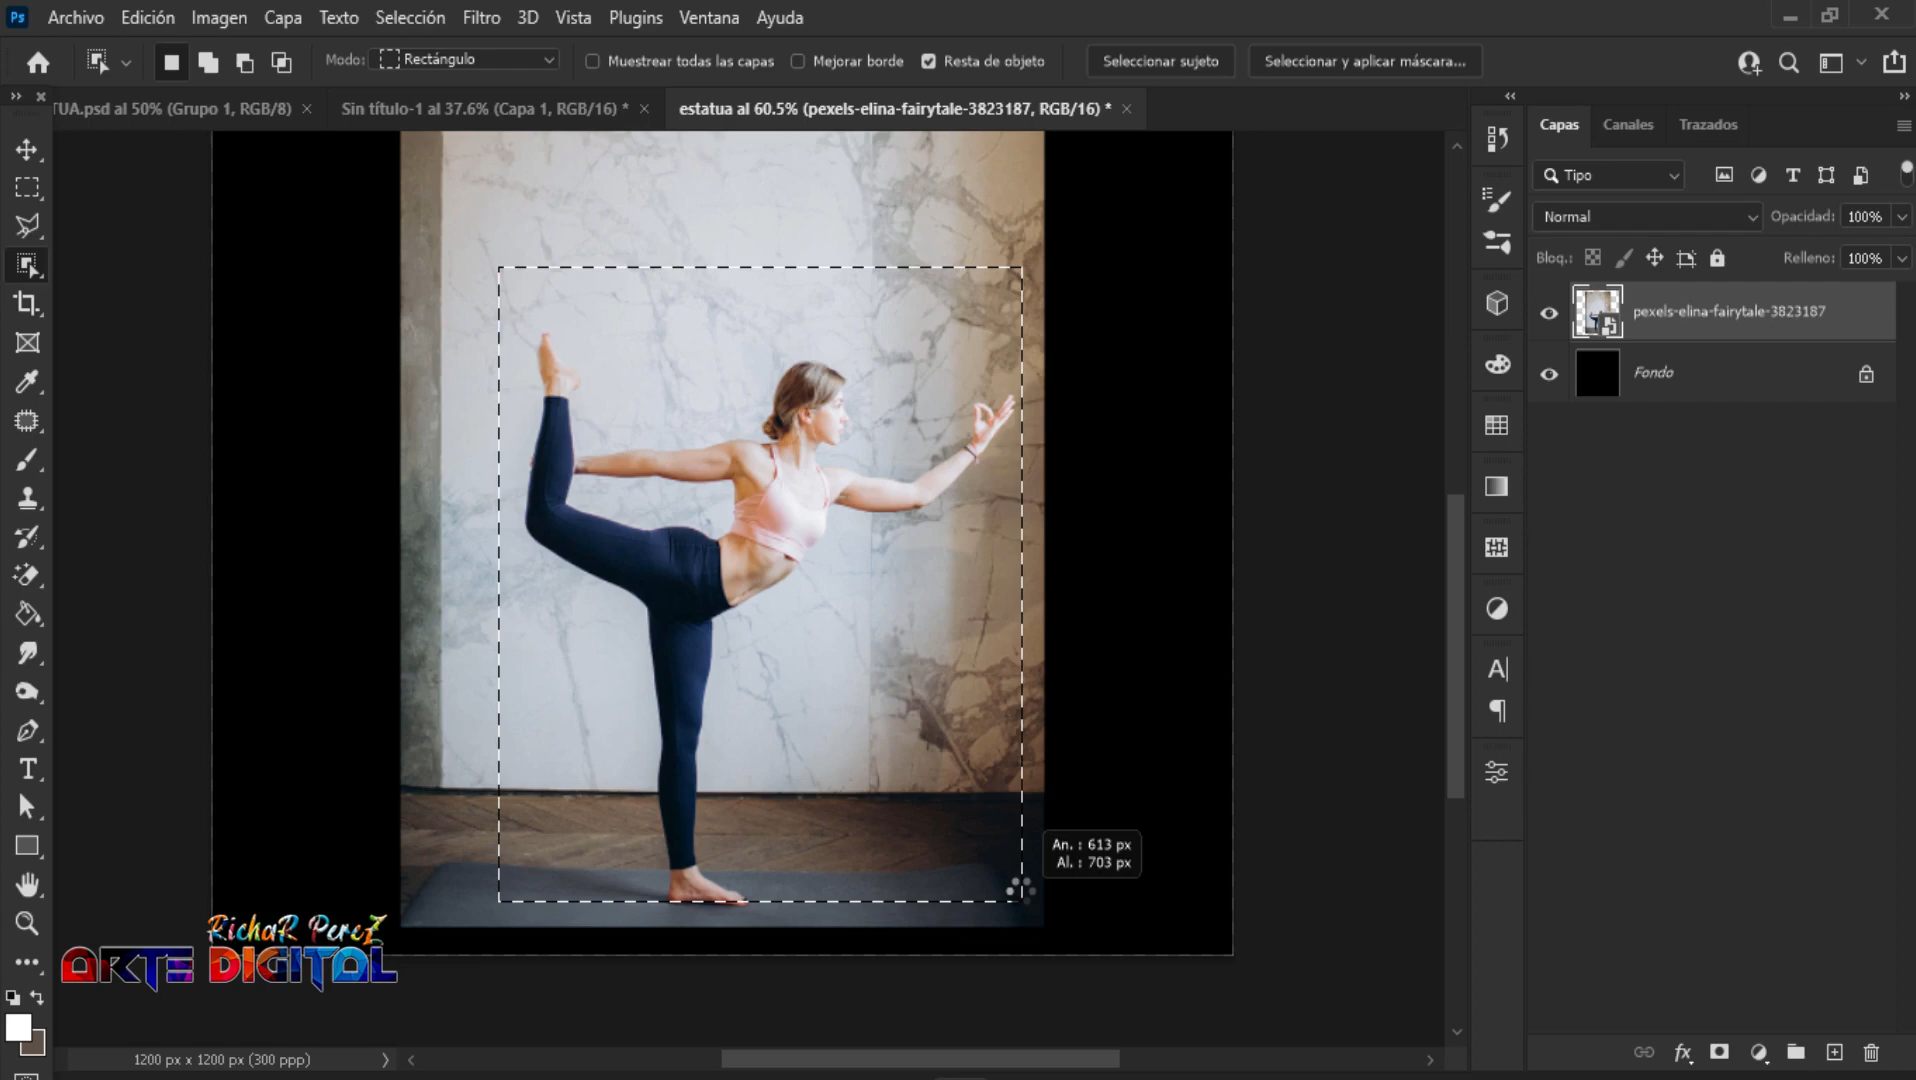 Ps Archivo Edición Imagen Capa Texto Selección Filtro 3D Vista Plugins Ventana Ayuda
Modo: Rectángulo Muestrear todas las capas Mejorar borde Resta de objeto Seleccionar sujeto Seleccionar y aplicar máscara...
TUA.psd al 50% (Grupo 1, RGB/8) Sin título-1 al 37.6% (Capa 1, RGB/16) * estatua al 60.5% (pexels-elina-fairytale-3823187, RGB/16) *
Capas Canales Trazados
Tipo
Normal Opacidad: 100%
Bloq.: Relleno: 100%
pexels-elina-fairytale-3823187
Fondo
An. : 613 px
Al. : 703 px
RichaR PereZ
ARTE DIGITAL
1200 px x 1200 px (300 ppp)